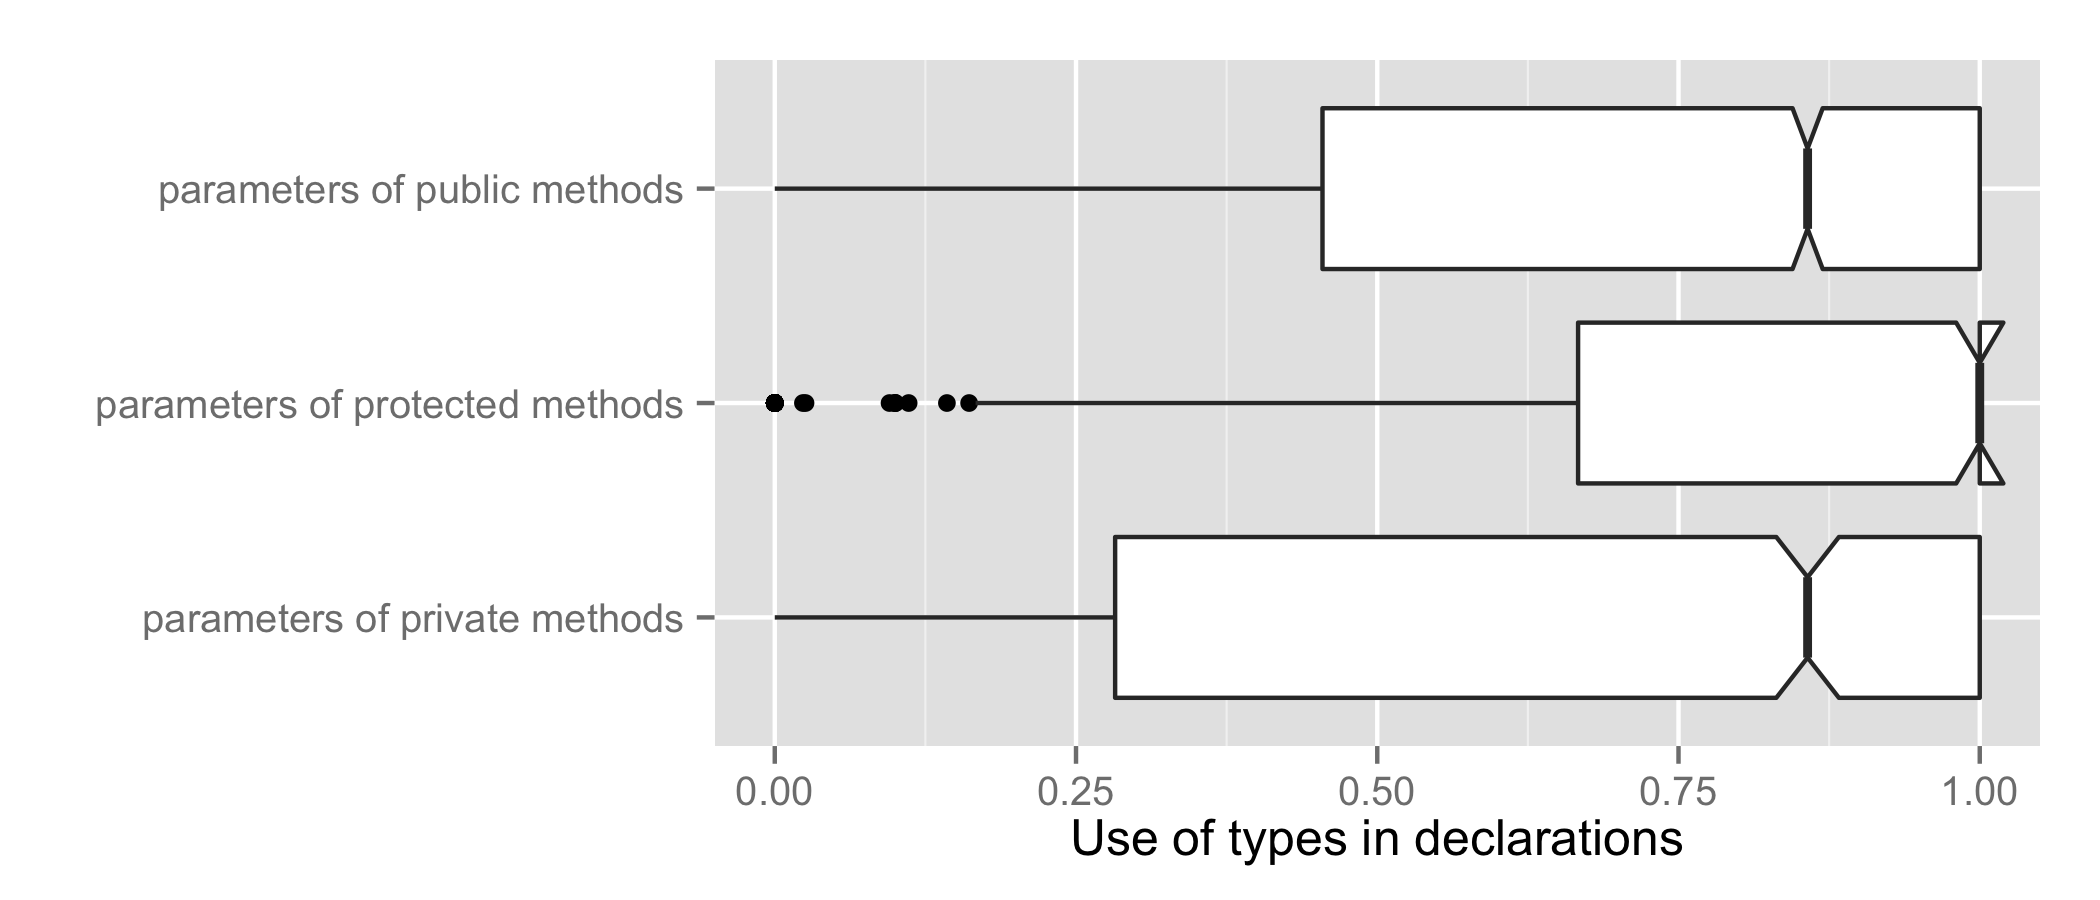 parameters of public methods
parameters of protected methods
parameters of private methods
0.00 0.25 0.50 0.75 1.00
Use of types in declarations